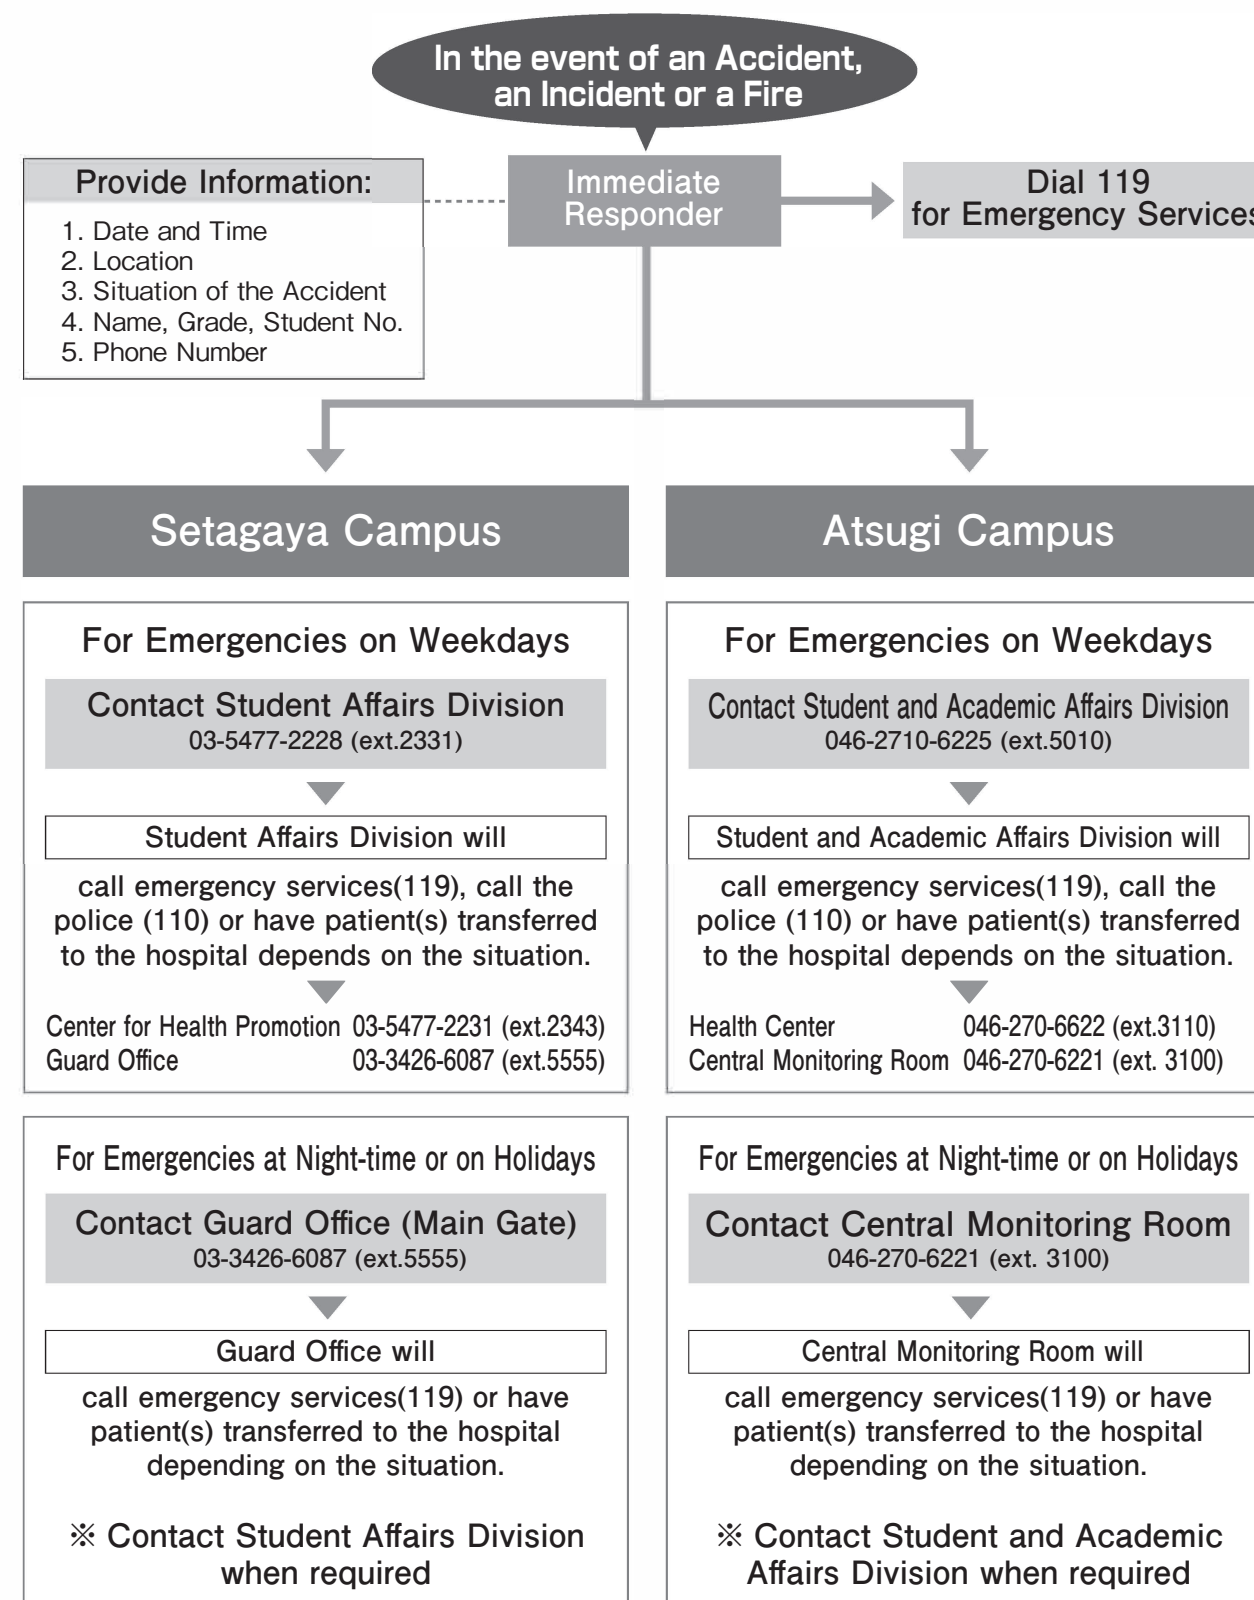 In the event of an Accident,
an Incident or a Fire
Provide Information:
1. Date and Time
2. Location
3. Situation of the Accident
4. Name, Grade, Student No.
5. Phone Number
Immediate
Responder
Dial 119
for Emergency Services
Setagaya Campus
For Emergencies on Weekdays
Contact Student Affairs Division
03-5477-2228 (ext.2331)
Student Affairs Division will
call emergency services(119), call the
police (110) or have patient(s) transferred
to the hospital depends on the situation.
Center for Health Promotion 03-5477-2231 (ext.2343)
Guard Office 03-3426-6087 (ext.5555)
For Emergencies at Night-time or on Holidays
Contact Guard Office (Main Gate)
03-3426-6087 (ext.5555)
Guard Office will
call emergency services(119) or have
patient(s) transferred to the hospital
depending on the situation.
※ Contact Student Affairs Division
when required
Atsugi Campus
For Emergencies on Weekdays
Contact Student and Academic Affairs Division
046-2710-6225 (ext.5010)
Student and Academic Affairs Division will
call emergency services(119), call the
police (110) or have patient(s) transferred
to the hospital depends on the situation.
Health Center 046-270-6622 (ext.3110)
Central Monitoring Room 046-270-6221 (ext. 3100)
For Emergencies at Night-time or on Holidays
Contact Central Monitoring Room
046-270-6221 (ext. 3100)
Central Monitoring Room will
call emergency services(119) or have
patient(s) transferred to the hospital
depending on the situation.
※ Contact Student and Academic
Affairs Division when required